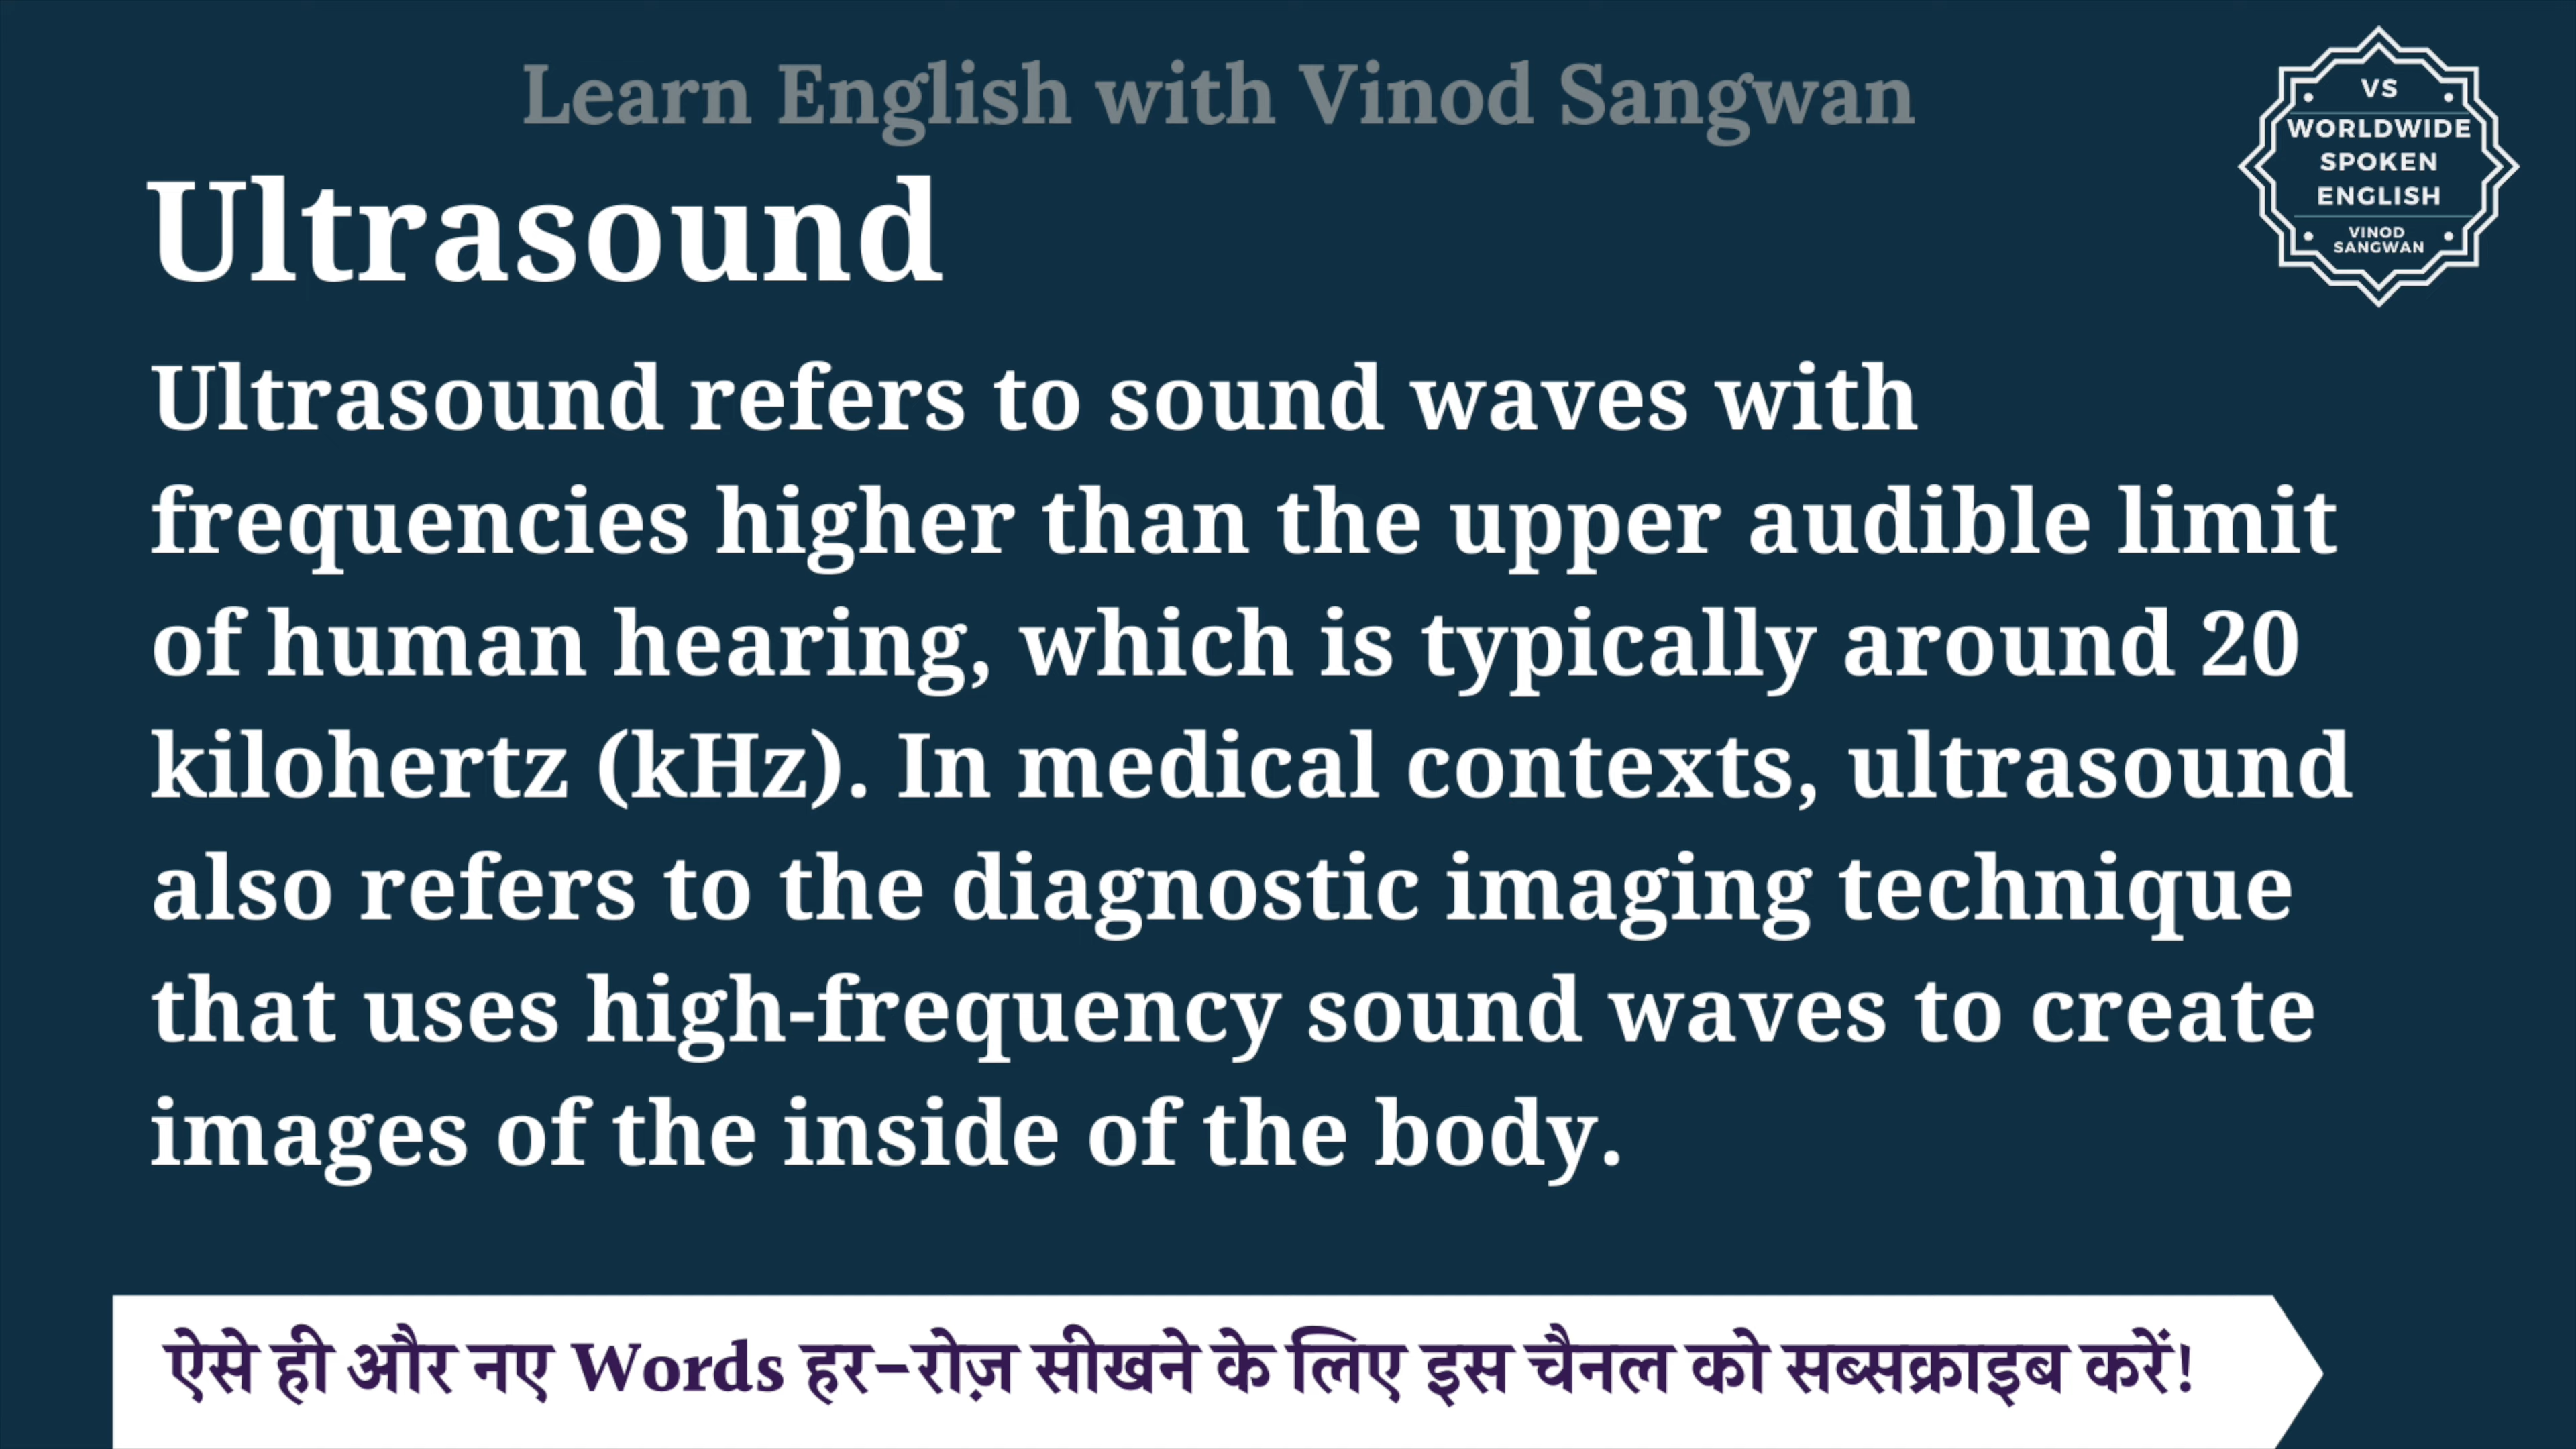 Learn English with Vinod Sangwan
VS
WORLDWIDE
SPOKEN
ENGLISH
VINOD
SANGWAN
Ultrasound
Ultrasound refers to sound waves with
frequencies higher than the upper audible limit
of human hearing, which is typically around 20
kilohertz (kHz). In medical contexts, ultrasound
also refers to the diagnostic imaging technique
that uses high-frequency sound waves to create
images of the inside of the body.
ऐसे ही और नए Words हर-रोज़ सीखने के लिए इस चैनल को सब्सक्राइब करें!